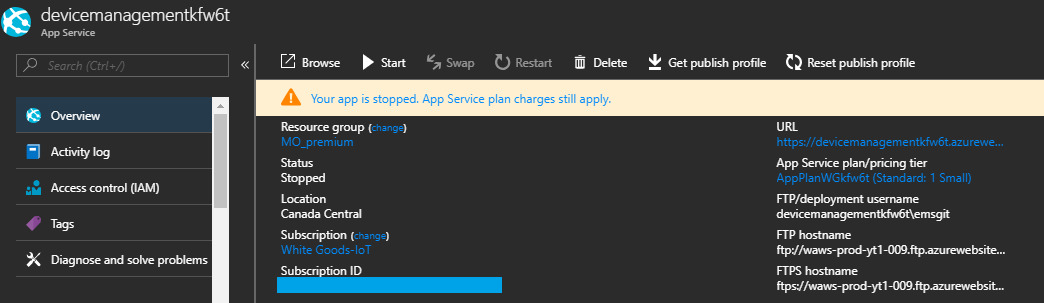 devicemanagementkfw6t
App Service
Search (Ctrl+/)
«
Browse
Start
Swap
Restart
Delete
Get publish profile
Reset publish profile
Your app is stopped. App Service plan charges still apply.
Overview
Activity log
Access control (IAM)
Tags
Diagnose and solve problems
Resource group (change)
MO_premium
Status
Stopped
Location
Canada Central
Subscription (change)
White Goods-IoT
Subscription ID
URL
https://devicemanagementkfw6t.azurewe...
App Service plan/pricing tier
AppPlanWGkfw6t (Standard: 1 Small)
FTP/deployment username
devicemanagementkfw6t\emsgit
FTP hostname
ftp://waws-prod-yt1-009.ftp.azurewebsite...
FTPS hostname
ftps://waws-prod-yt1-009.ftp.azurewebsit...